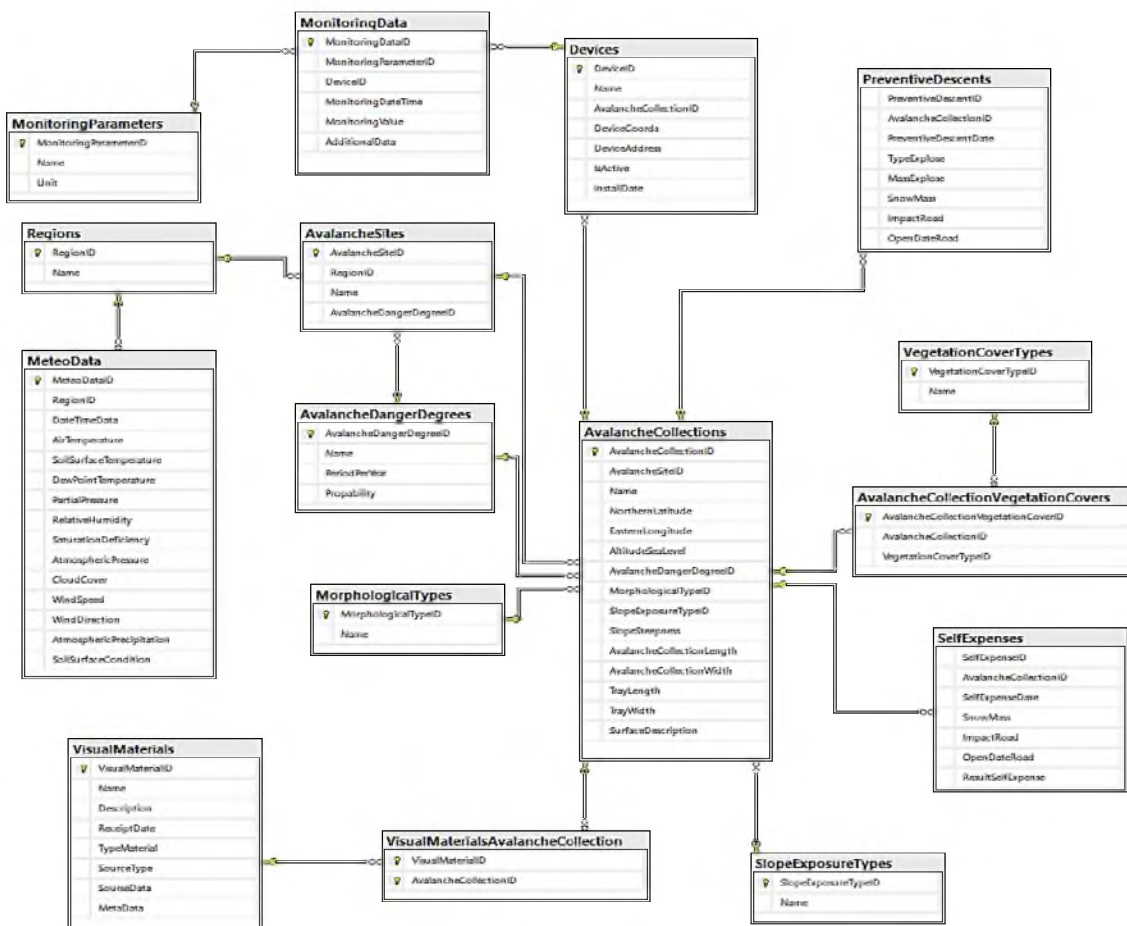 MonitoringData
MonitoringDataID
MonitoringParameterID
DeviceID
MonitoringDateTime
MonitoringValue
AdditionalData
Devices
DeviceID
Name
AvalancheCollectionID
DeviceCoords
DeviceAddress
IsActive
InstallDate
PreventiveDescents
PreventiveDescentID
AvalancheCollectionID
PreventiveDescentDate
TypeExplose
MassExplose
SnowMass
ImpactRoad
OpenDateRoad
MonitoringParameters
MonitoringParameterID
Name
Unit
Regions
RegionID
Name
AvalancheSites
AvalancheSiteID
RegionID
Name
AvalancheDangerDegreeID
MeteoData
MeteoDataID
RegionID
DateTimeData
AirTemperature
SoilSurfaceTemperature
DewPointTemperature
PartialPressure
RelativeHumidity
SaturationDeficiency
AtmosphericPressure
CloudCover
WindSpeed
WindDirection
AtmosphericPrecipitation
SoilSurfaceCondition
AvalancheDangerDegrees
AvalancheDangerDegreeID
Name
PeriodPerYear
Propability
VegetationCoverTypes
VegetationCoverTypeID
Name
AvalancheCollections
AvalancheCollectionID
AvalancheSiteID
Name
NorthernLatitude
EasternLongitude
AltitudeSeaLevel
AvalancheDangerDegreeID
MorphologicalTypeID
SlopeExposureTypeID
SlopeSteepness
AvalancheCollectionLength
AvalancheCollectionWidth
TrayLength
TrayWidth
SurfaceDescription
AvalancheCollectionVegetationCovers
AvalancheCollectionVegetationCoverID
AvalancheCollectionID
VegetationCoverTypeID
MorphologicalTypes
MorphologicalTypeID
Name
SelfExpenses
SelfExpenseID
AvalancheCollectionID
SelfExpenseDate
SnowMass
ImpactRoad
OpenDateRoad
ResultSelfExpense
VisualMaterials
VisualMaterialID
Name
Description
ReceiptDate
TypeMaterial
SourceType
SourceData
MetaData
VisualMaterialsAvalancheCollection
VisualMaterialID
AvalancheCollectionID
SlopeExposureTypes
SlopeExposureTypeID
Name